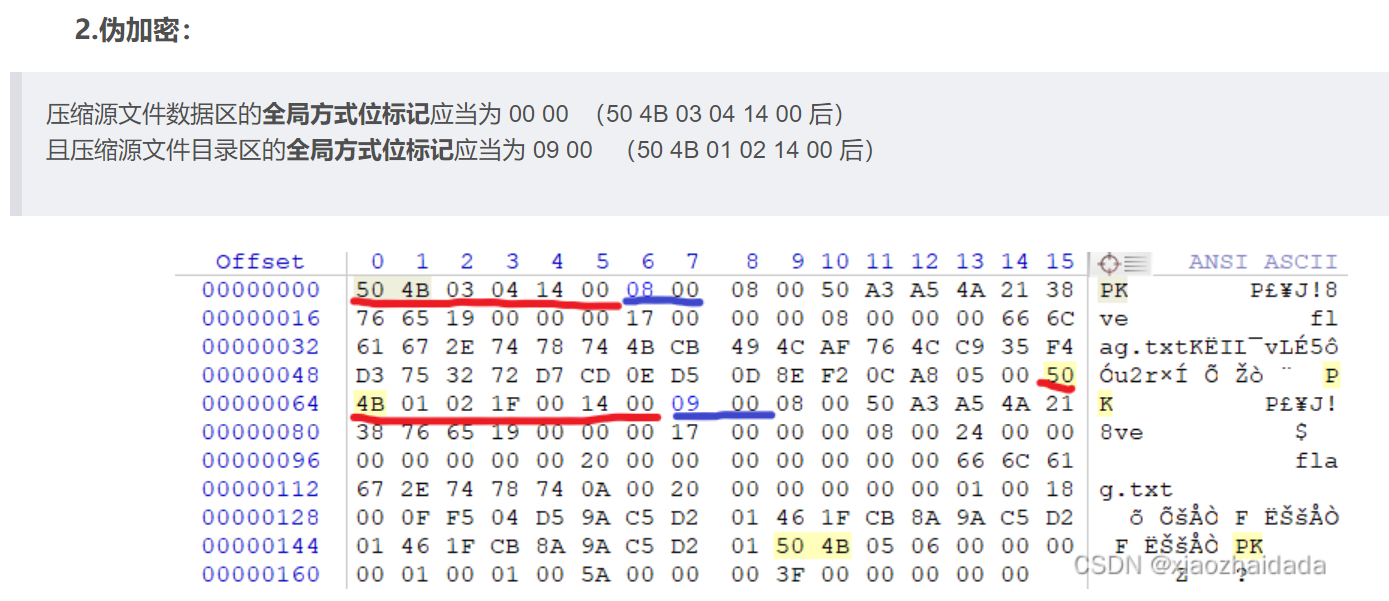 2.伪加密：
压缩源文件数据区的全局方式位标记应当为 00 00 （50 4B 03 04 14 00 后）
且压缩源文件目录区的全局方式位标记应当为 09 00 （50 4B 01 02 14 00 后）
Offset 0 1 2 3 4 5 6 7 8 9 10 11 12 13 14 15 ANSI ASCII
00000000 50 4B 03 04 14 00 08 00 08 00 50 A3 A5 4A 21 38 PK P£¥J!8
00000016 76 65 19 00 00 00 17 00 00 00 08 00 00 00 66 6C ve fl
00000032 61 67 2E 74 78 74 4B CB 49 4C AF 76 4C C9 35 F4 ag.txtKËIL¯vLÉ5ô
00000048 D3 75 32 72 D7 CD 0E D5 0D 8E F2 0C A8 05 00 50 Óu2r×Í Õ Žò ¨ P
00000064 4B 01 02 1F 00 14 00 09 00 08 00 50 A3 A5 4A 21 K P£¥J!
00000080 38 76 65 19 00 00 00 17 00 00 00 08 00 24 00 00 8ve $
00000096 00 00 00 00 00 20 00 00 00 00 00 00 00 66 6C 61 fla
00000112 67 2E 74 78 74 0A 00 20 00 00 00 00 00 01 00 18 g.txt
00000128 00 0F F5 04 D5 9A C5 D2 01 46 1F CB 8A 9A C5 D2 õ ÕšÅÒ F ËŠšÅÒ
00000144 01 46 1F CB 8A 9A C5 D2 01 50 4B 05 06 00 00 00 F ËŠšÅÒ PK
00000160 00 01 00 01 00 5A 00 00 00 3F 00 00 00 00 00 Z ?
CSDN @xiaozhaidada